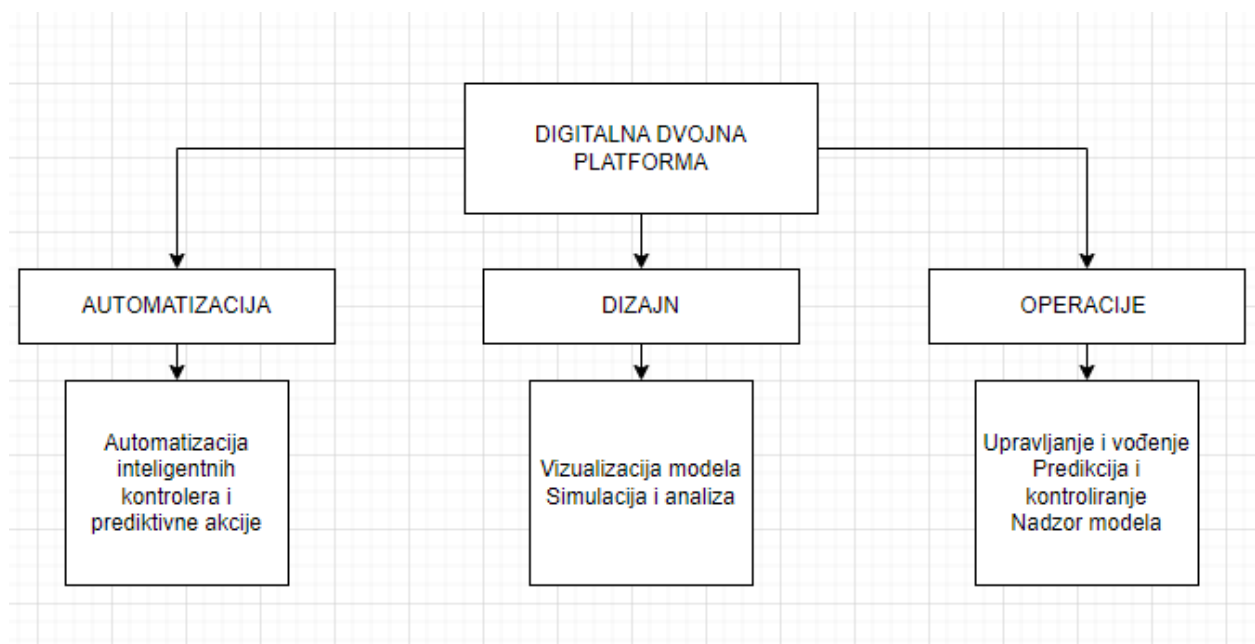 DIGITALNA DVOJNA
PLATFORMA
AUTOMATIZACIJA
DIZAJN
OPERACIJE
Automatizacija
inteligentnih
kontrolera i
prediktivne akcije
Vizualizacija modela
Simulacija i analiza
Upravljanje i vođenje
Predikcija i
kontroliranje
Nadzor modela